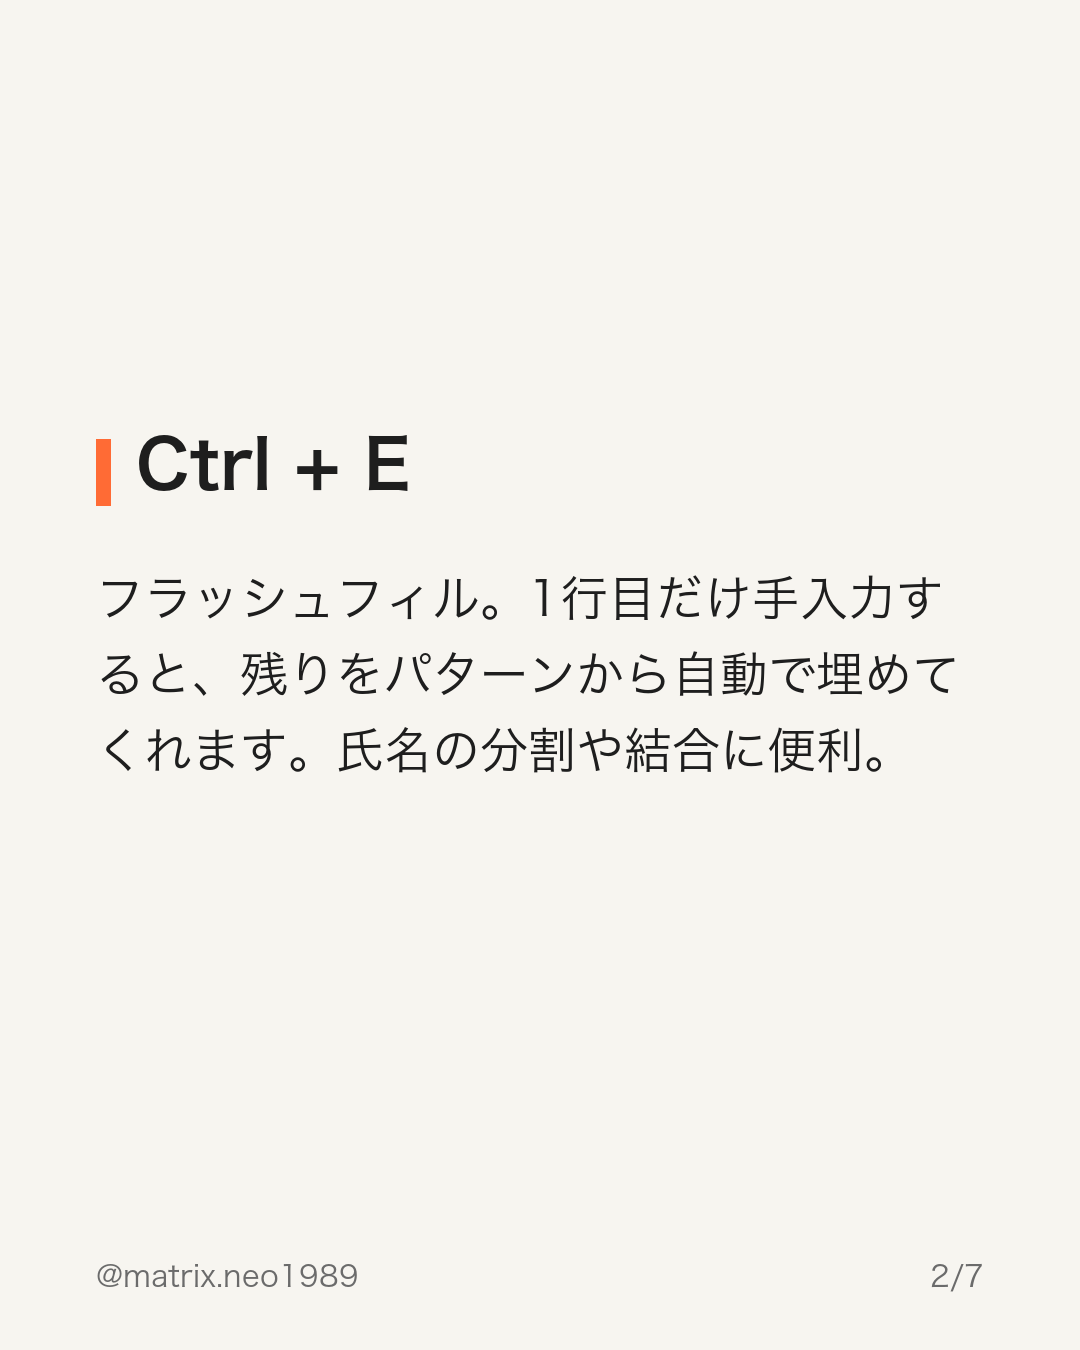 Ctrl + E
フラッシュフィル。1行目だけ手入力す
ると、残りをパターンから自動で埋めて
くれます。氏名の分割や結合に便利。
@matrix.neo1989
2/7